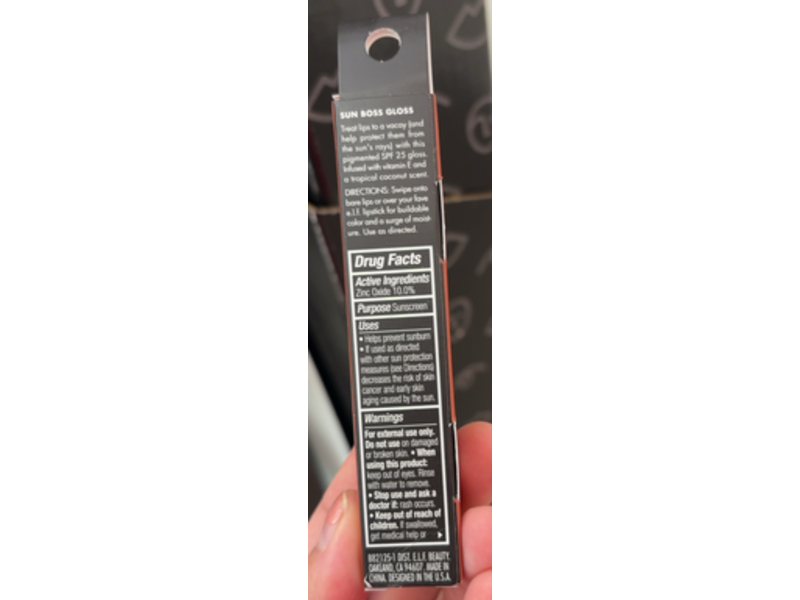 SUN BOSS GLOSS
Treat lips to a vacay (and
help protect them from
the sun's rays) with this
pigmented SPF 25 gloss.
Infused with vitamin E and
a tropical coconut scent.
DIRECTIONS: Swipe onto
bare lips or over your fave
e.l.f. lipstick for buildable
color and a surge of moist-
ure. Use as directed.
Drug Facts
Active Ingredients
Zinc Oxide 10.0%
Purpose Sunscreen
Uses
• Helps prevent sunburn
• If used as directed
with other sun protection
measures (see Directions)
decreases the risk of skin
cancer and early skin
aging caused by the sun.
Warnings
For external use only.
Do not use on damaged
or broken skin. • When
using this product:
keep out of eyes. Rinse
with water to remove.
• Stop use and ask a
doctor if: rash occurs.
• Keep out of reach of
children. If swallowed,
get medical help or
B82125-1 DIST. E.L.F. BEAUTY,
OAKLAND, CA 94607. MADE IN
CHINA. DESIGNED IN THE U.S.A.